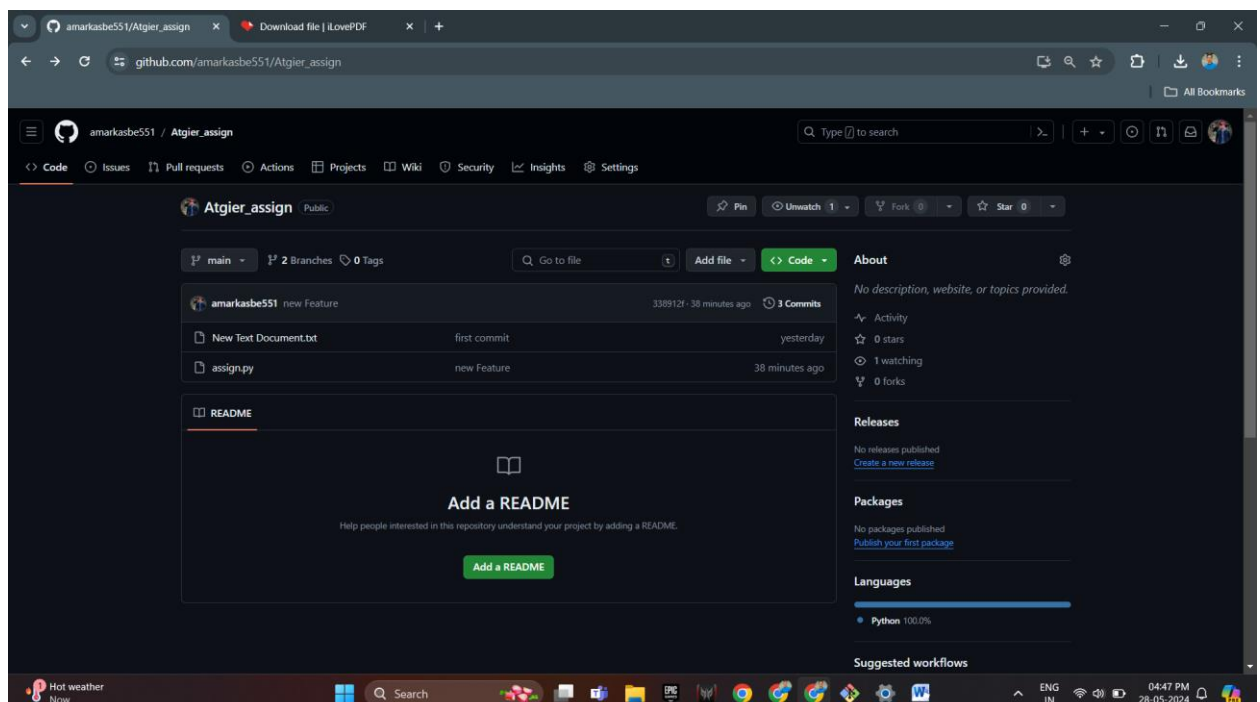 amarkasbe551/Atgier_assign
Download file | iLovePDF
github.com/amarkasbe551/Atgier_assign
All Bookmarks
amarkasbe551 / Atgier_assign
Type / to search
Code Issues Pull requests Actions Projects Wiki Security Insights Settings
Atgier_assign Public
Pin Unwatch 1 Fork 0 Star 0
main 2 Branches 0 Tags Go to file t Add file Code
amarkasbe551 new Feature 338912f · 38 minutes ago 3 Commits
New Text Document.txt first commit yesterday
assign.py new Feature 38 minutes ago
README
Add a README
Help people interested in this repository understand your project by adding a README.
Add a README
About
No description, website, or topics provided.
Activity
0 stars
1 watching
0 forks
Releases
No releases published
Create a new release
Packages
No packages published
Publish your first package
Languages
Python 100.0%
Suggested workflows
1 Hot weather
Now
Search
EPIC
W
ENG
IN
04:47 PM
28-05-2024